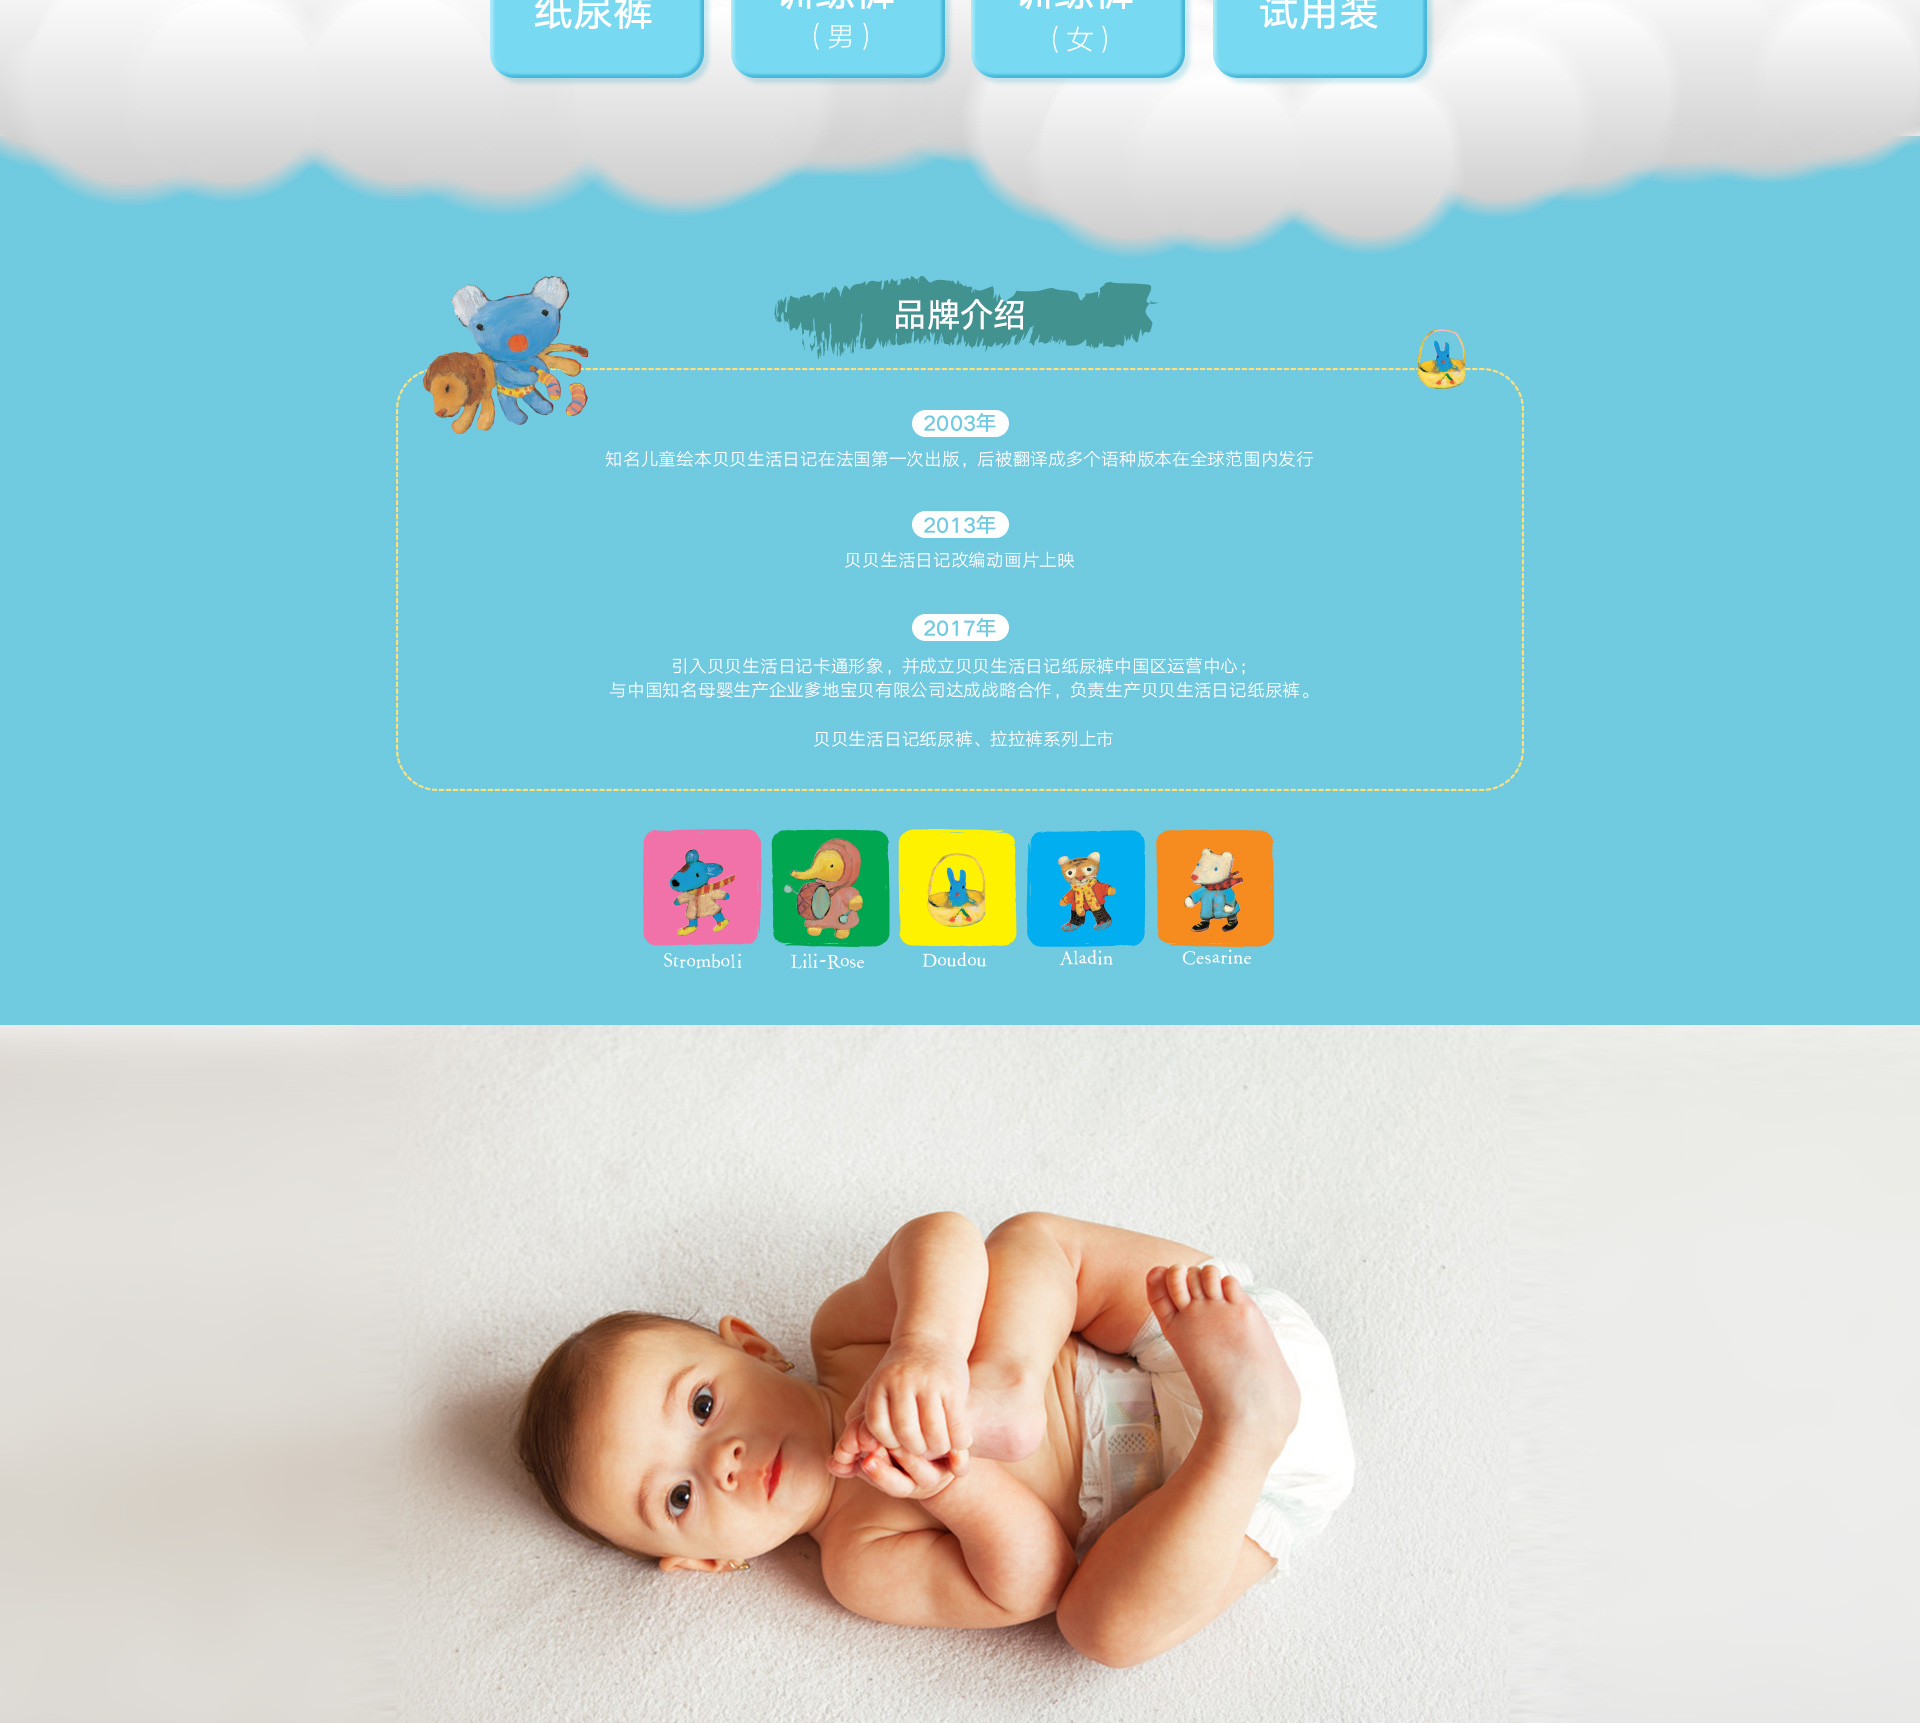 纸尿裤
训练裤
（男）
训练裤
（女）
试用装
品牌介绍
2003年
知名儿童绘本贝贝生活日记在法国第一次出版，后被翻译成多个语种版本在全球范围内发行
2013年
贝贝生活日记改编动画片上映
2017年
引入贝贝生活日记卡通形象，并成立贝贝生活日记纸尿裤中国区运营中心；
与中国知名母婴生产企业爹地宝贝有限公司达成战略合作，负责生产贝贝生活日记纸尿裤。
贝贝生活日记纸尿裤、拉拉裤系列上市
Stromboli
Lili-Rose
Doudou
Aladin
Cesarine